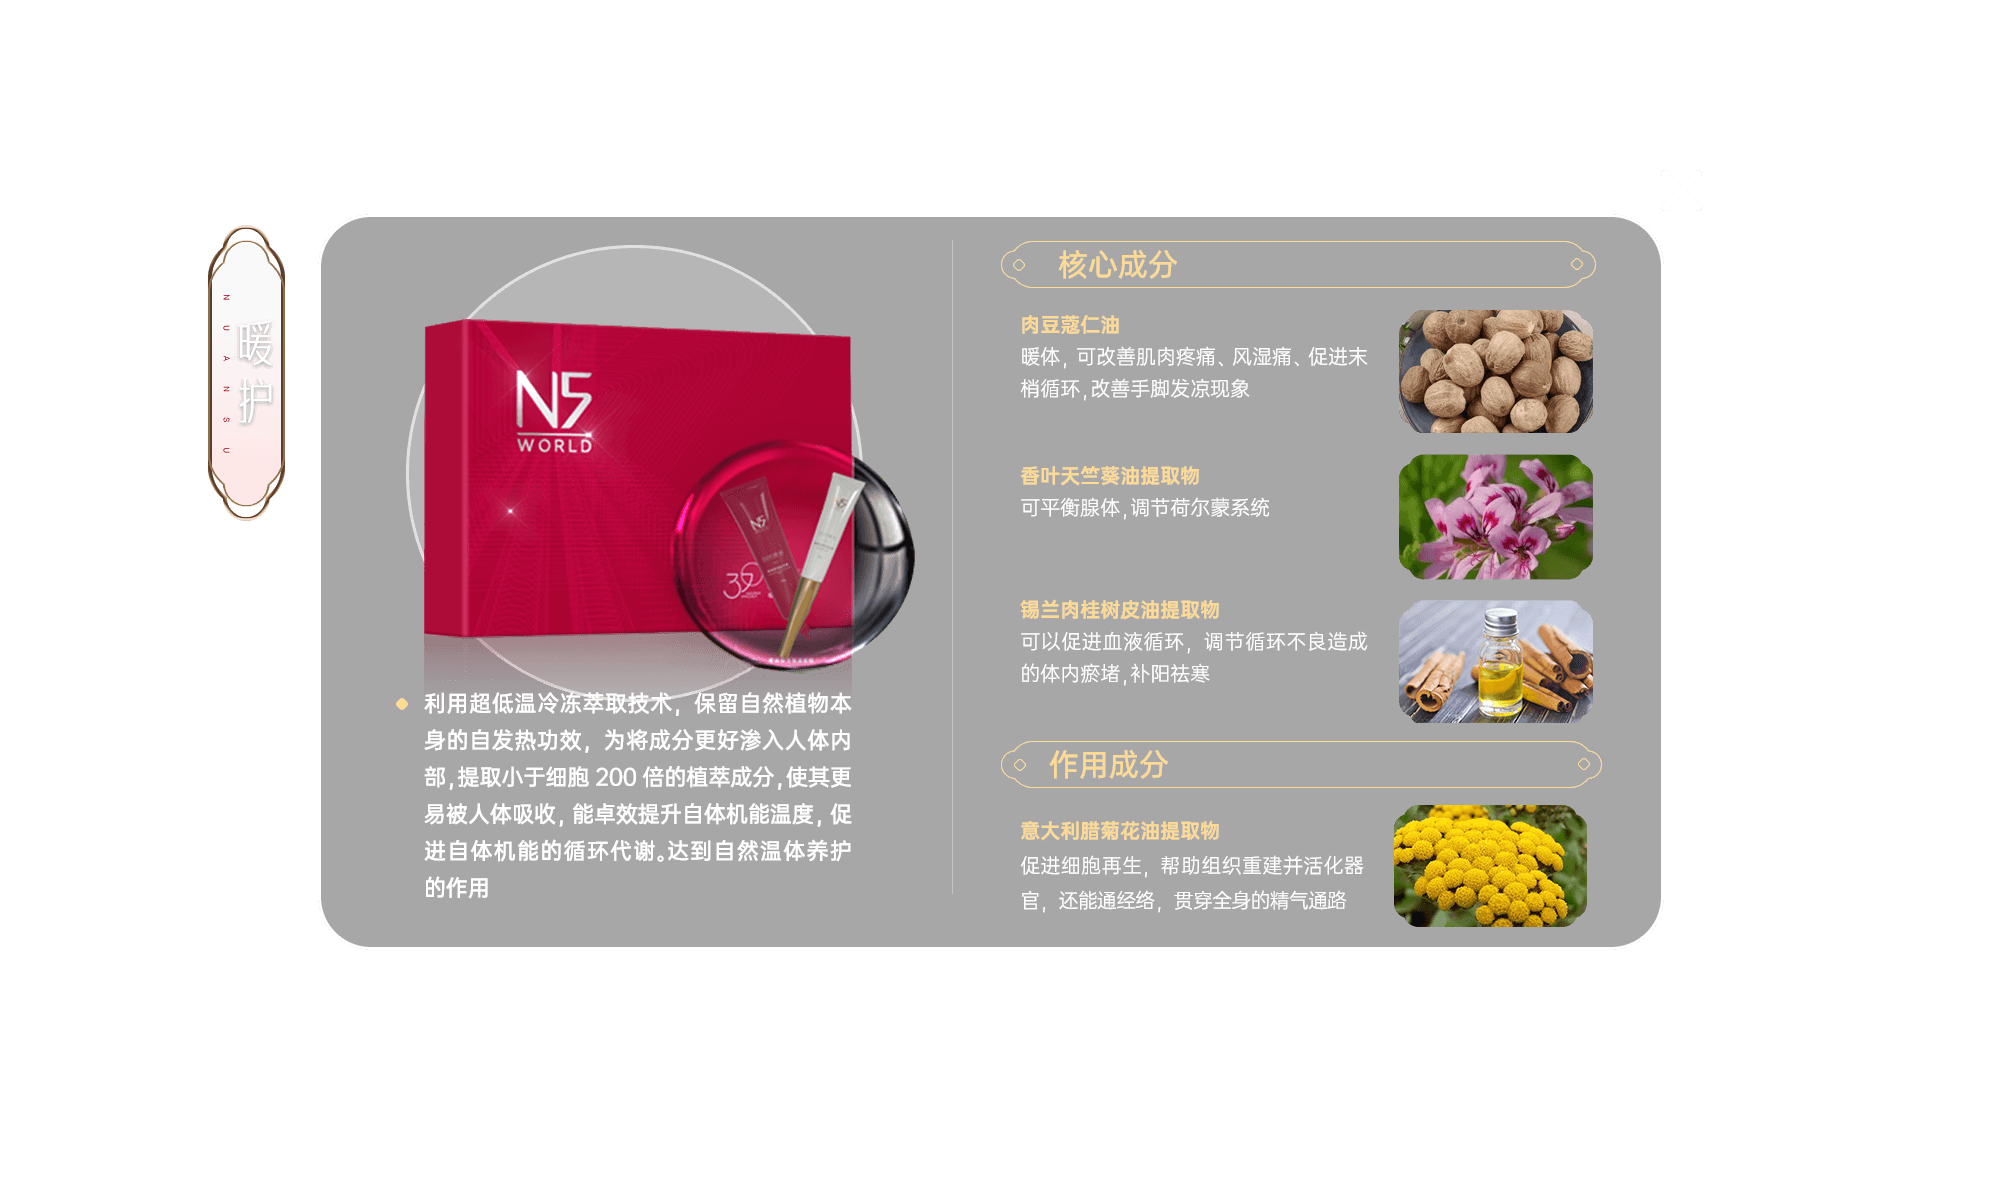 暖护
NUANSU
N5
WORLD
利用超低温冷冻萃取技术，保留自然植物本
身的自发热功效，为将成分更好渗入人体内
部,提取小于细胞 200 倍的植萃成分,使其更
易被人体吸收, 能卓效提升自体机能温度, 促
进自体机能的循环代谢。达到自然温体养护
的作用
核心成分
肉豆蔻仁油
暖体，可改善肌肉疼痛、风湿痛、促进末
梢循环,改善手脚发凉现象
香叶天竺葵油提取物
可平衡腺体,调节荷尔蒙系统
锡兰肉桂树皮油提取物
可以促进血液循环，调节循环不良造成
的体内瘀堵,补阳祛寒
作用成分
意大利腊菊花油提取物
促进细胞再生，帮助组织重建并活化器
官，还能通经络，贯穿全身的精气通路